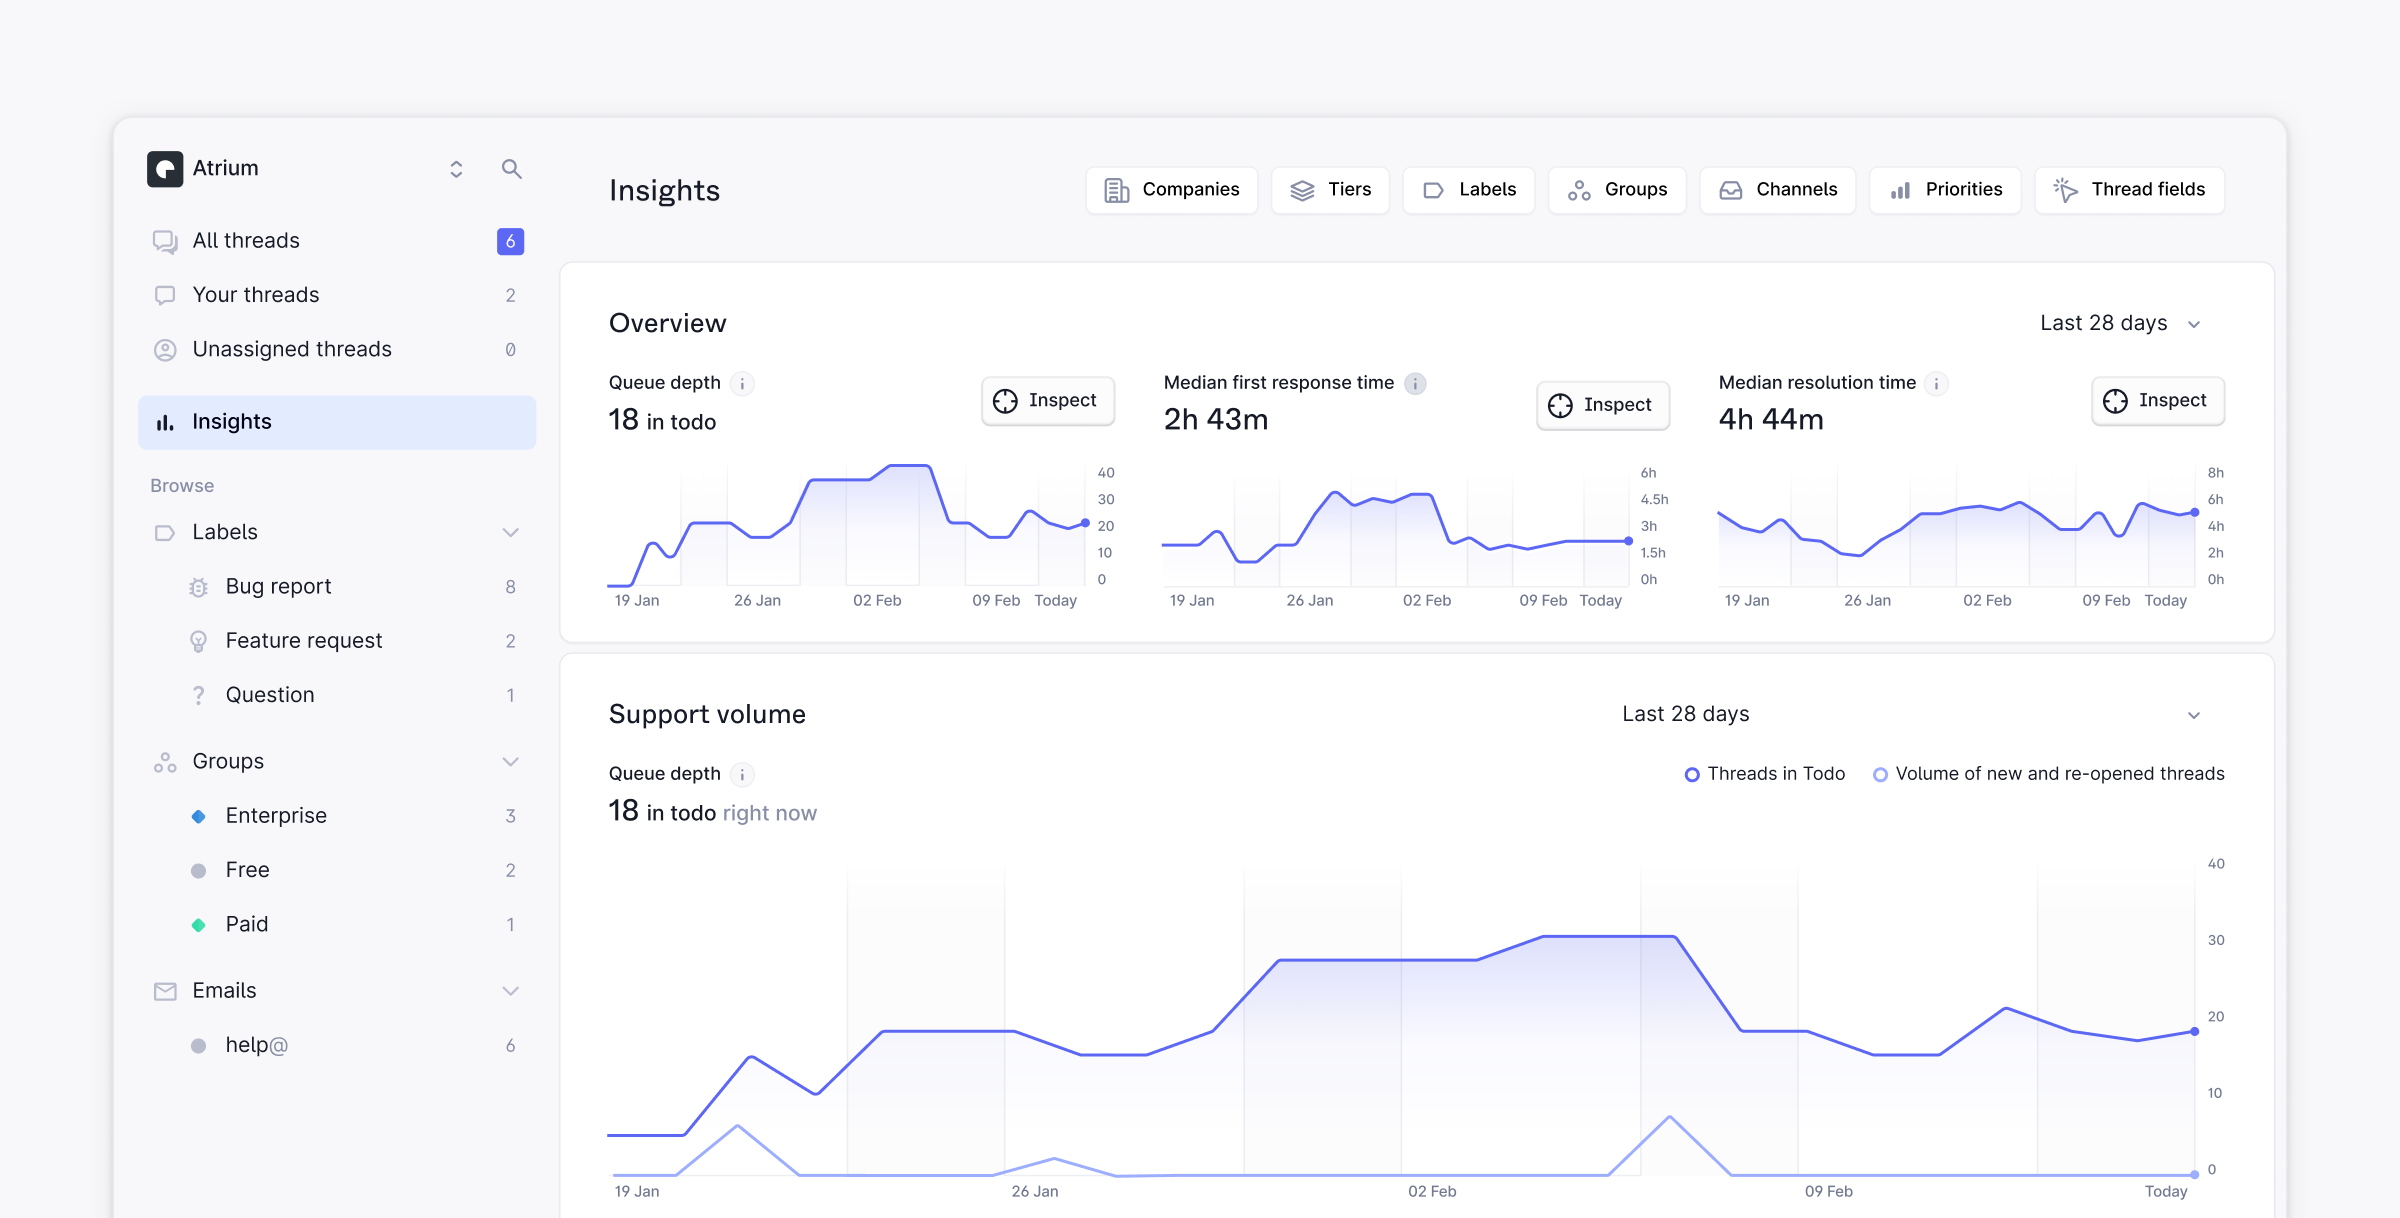 Atrium
All threads 6
Your threads 2
Unassigned threads 0
Insights
Browse
Labels
Bug report 8
Feature request 2
Question 1
Groups
Enterprise 3
Free 2
Paid 1
Emails
help@ 6
Insights
Companies Tiers Labels Groups Channels Priorities Thread fields
Overview Last 28 days
Queue depth i
18 in todo
Inspect
40
30
20
10
0
19 Jan 26 Jan 02 Feb 09 Feb Today
Median first response time i
2h 43m
Inspect
6h
4.5h
3h
1.5h
0h
19 Jan 26 Jan 02 Feb 09 Feb Today
Median resolution time i
4h 44m
Inspect
8h
6h
4h
2h
0h
19 Jan 26 Jan 02 Feb 09 Feb Today
Support volume Last 28 days
Queue depth i
18 in todo right now
Threads in Todo Volume of new and re-opened threads
40
30
20
10
0
19 Jan 26 Jan 02 Feb 09 Feb Today